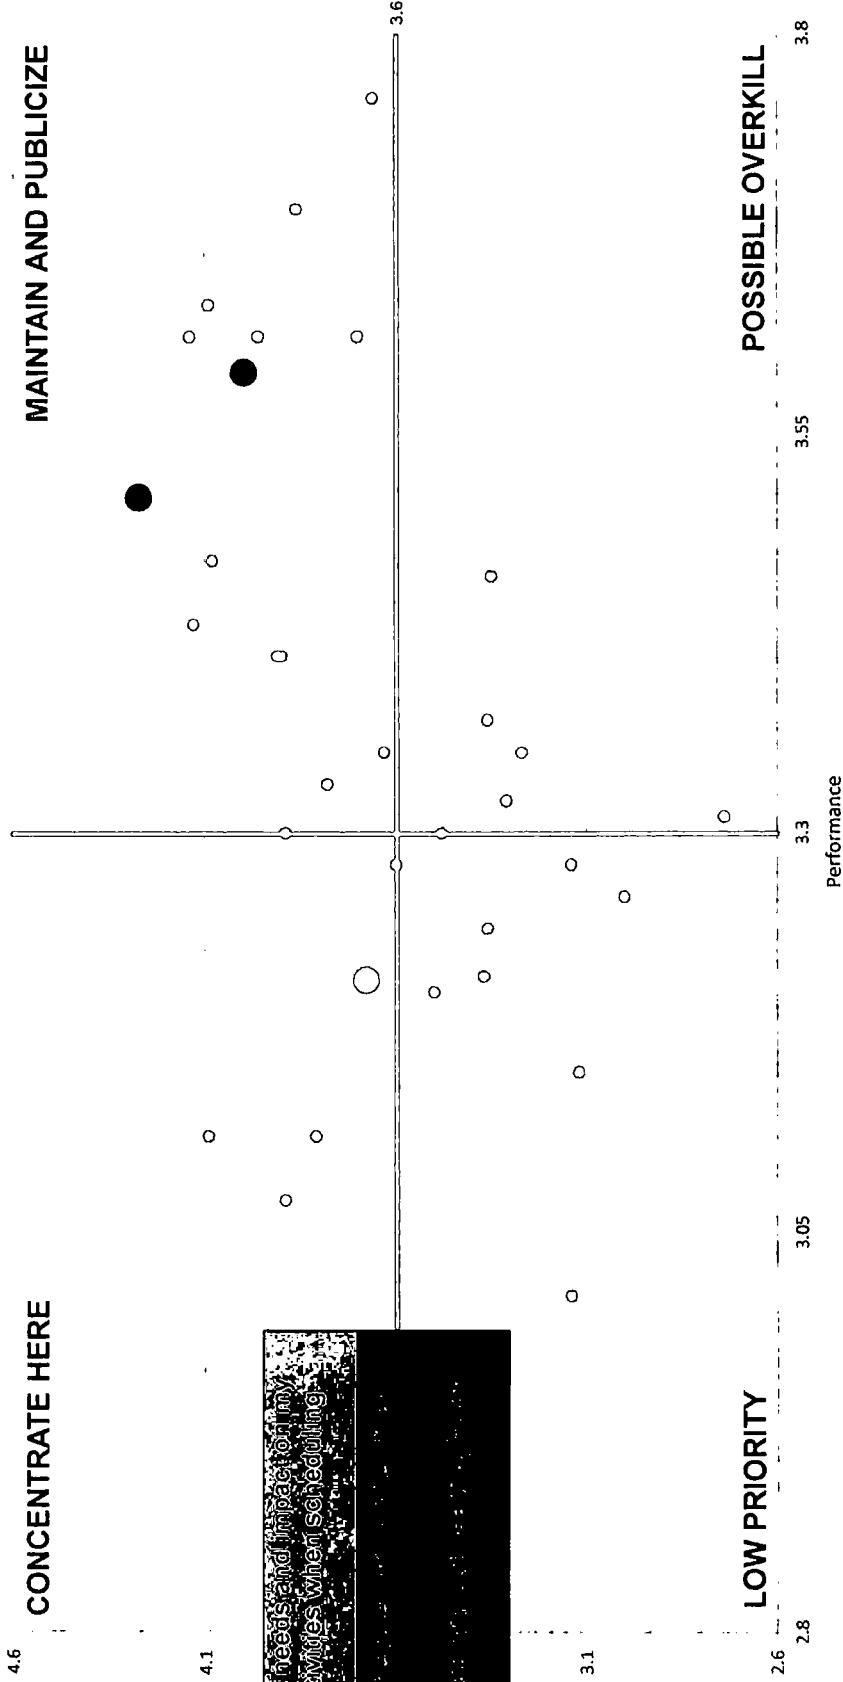 CONCENTRATE HERE
MAINTAIN AND PUBLICIZE
4.6
4.1
needs and impact on my
when scheduling
3.6
3.1
LOW PRIORITY
POSSIBLE OVERKILL
2.6
2.8
3.05
3.3
3.55
3.8
Performance